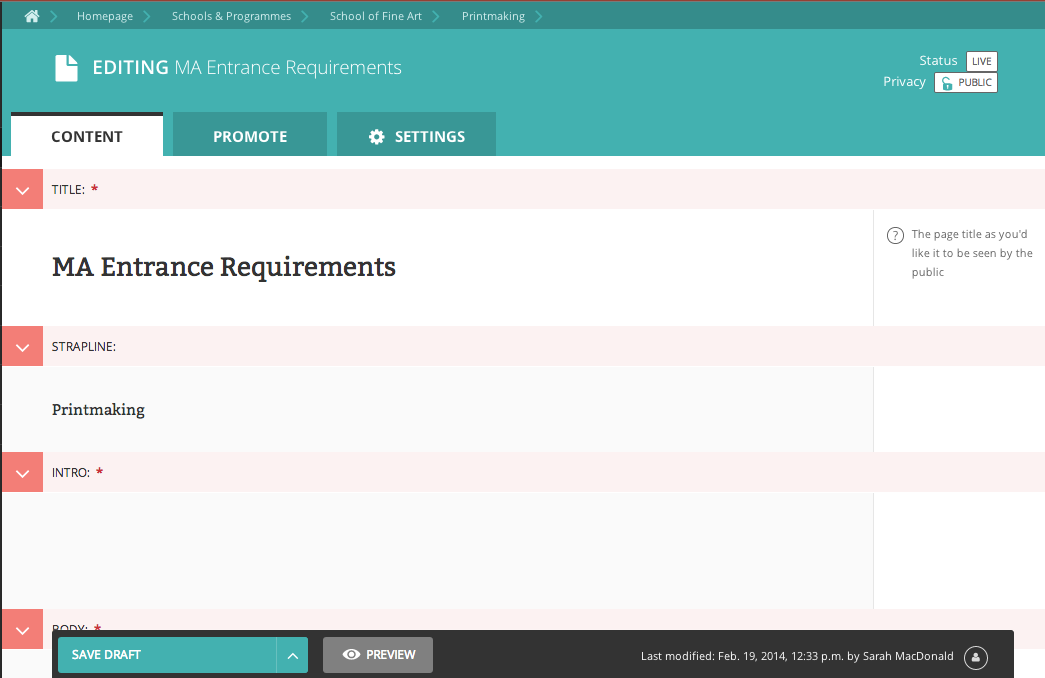 Homepage Schools & Programmes School of Fine Art Printmaking
EDITING MA Entrance Requirements
Status LIVE
Privacy PUBLIC
CONTENT PROMOTE SETTINGS
TITLE: *
MA Entrance Requirements
? The page title as you'd
like it to be seen by the
public
STRAPLINE:
Printmaking
INTRO: *
BODY: *
SAVE DRAFT PREVIEW Last modified: Feb. 19, 2014, 12:33 p.m. by Sarah MacDonald